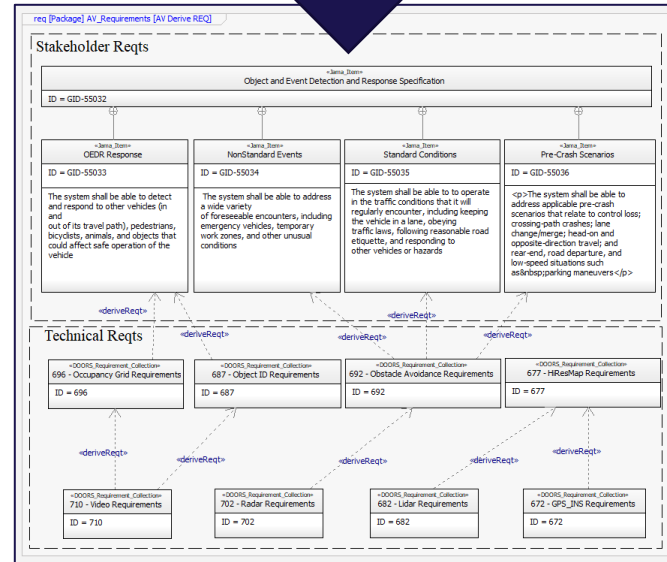 req [Package] AV_Requirements [AV Derive REQ]
Stakeholder Reqts
«Jama_Item»
Object and Event Detection and Response Specification
ID = GID-55032
«Jama_Item»
OEDR Response
ID = GID-55033
The system shall be able to detect
and respond to other vehicles (in
and
out of its travel path), pedestrians,
bicyclists, animals, and objects that
could affect safe operation of the
vehicle
«Jama_Item»
NonStandard Events
ID = GID-55034
The system shall be able to address
a wide variety
of foreseeable encounters, including
emergency vehicles, temporary
work zones, and other unusual
conditions
«Jama_Item»
Standard Conditions
ID = GID-55035
The system shall be able to to operate
in the traffic conditions that it will
regularly encounter, including keeping
the vehicle in a lane, obeying
traffic laws, following reasonable road
etiquette, and responding to
other vehicles or hazards
«Jama_Item»
Pre-Crash Scenarios
ID = GID-55036
<p>The system shall be able to
address applicable pre-crash
scenarios that relate to control loss;
crossing-path crashes; lane
change/merge; head-on and
opposite-direction travel; and
rear-end, road departure, and
low-speed situations such
as&nbsp;parking maneuvers</p>
«deriveReqt»
«deriveReqt»
«deriveReqt»
«deriveReqt»
«deriveReqt»
Technical Reqts
«DOORS_Requirement_Collection»
696 - Occupancy Grid Requirements
ID = 696
«DOORS_Requirement_Collection»
687 - Object ID Requirements
ID = 687
«DOORS_Requirement_Collection»
692 - Obstacle Avoidance Requirements
ID = 692
«DOORS_Requirement_Collection»
677 - HiResMap Requirements
ID = 677
«deriveReqt»
«deriveReqt»
«deriveReqt»
«deriveReqt»
«deriveReqt»
«DOORS_Requirement_Collection»
710 - Video Requirements
ID = 710
«DOORS_Requirement_Collection»
702 - Radar Requirements
ID = 702
«DOORS_Requirement_Collection»
682 - Lidar Requirements
ID = 682
«DOORS_Requirement_Collection»
672 - GPS_INS Requirements
ID = 672